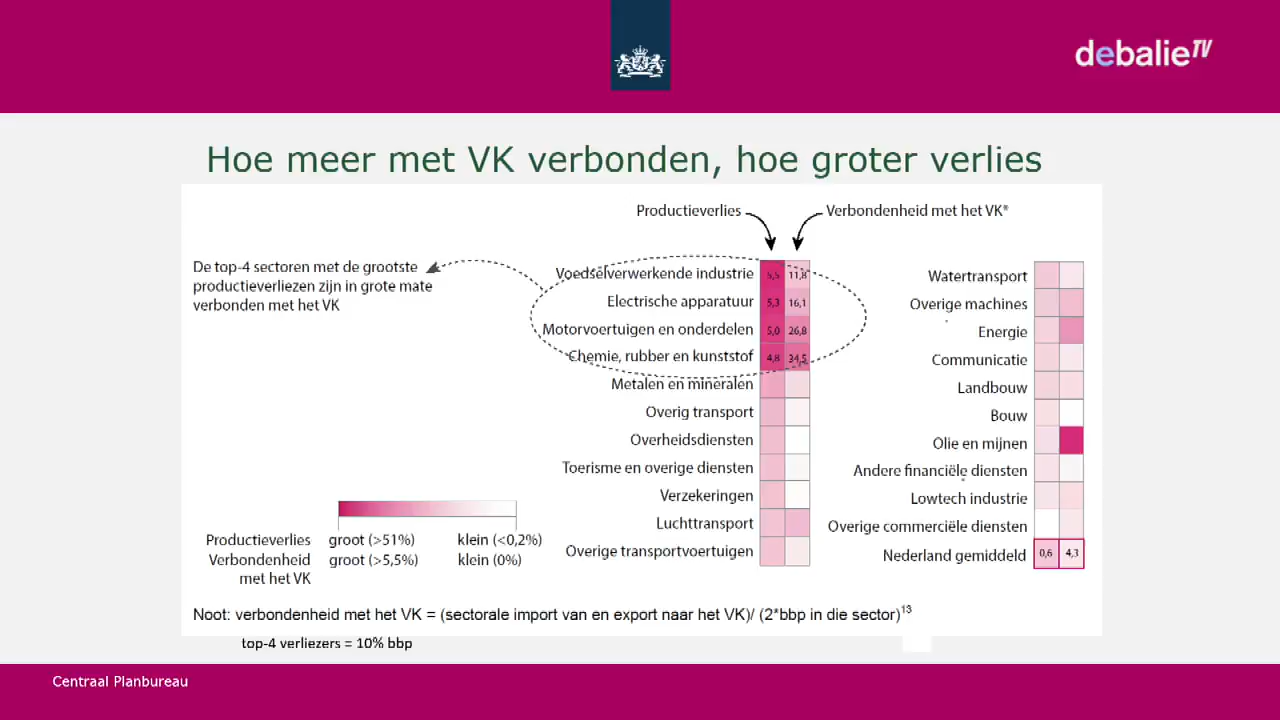 debalie TV
Hoe meer met VK verbonden, hoe groter verlies
Productieverlies
Verbondenheid met het VK*
De top-4 sectoren met de grootste
productieverliezen zijn in grote mate
verbonden met het VK
Voedselverwerkende industrie 5,5 11,8
Electrische apparatuur 5,3 16,1
Motorvoertuigen en onderdelen 5,0 26,8
Chemie, rubber en kunststof 4,8 34,5
Metalen en mineralen
Overig transport
Overheidsdiensten
Toerisme en overige diensten
Verzekeringen
Luchttransport
Overige transportvoertuigen
Watertransport
Overige machines
Energie
Communicatie
Landbouw
Bouw
Olie en mijnen
Andere financiële diensten
Lowtech industrie
Overige commerciële diensten
Nederland gemiddeld 0,6 4,3
Productieverlies groot (>51%) klein (<0,2%)
Verbondenheid groot (>5,5%) klein (0%)
met het VK
Noot: verbondenheid met het VK = (sectorale import van en export naar het VK)/ (2*bbp in die sector)13
top-4 verliezers = 10% bbp
Centraal Planbureau